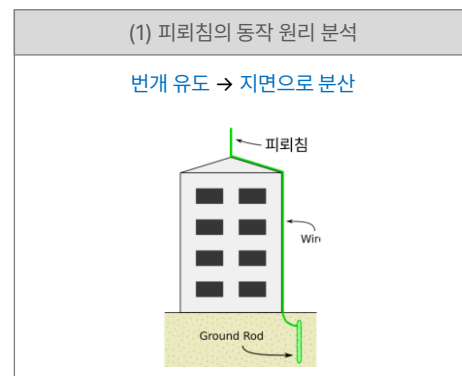 (1) 피뢰침의 동작 원리 분석
번개 유도 → 지면으로 분산
피뢰침
Ground Rod